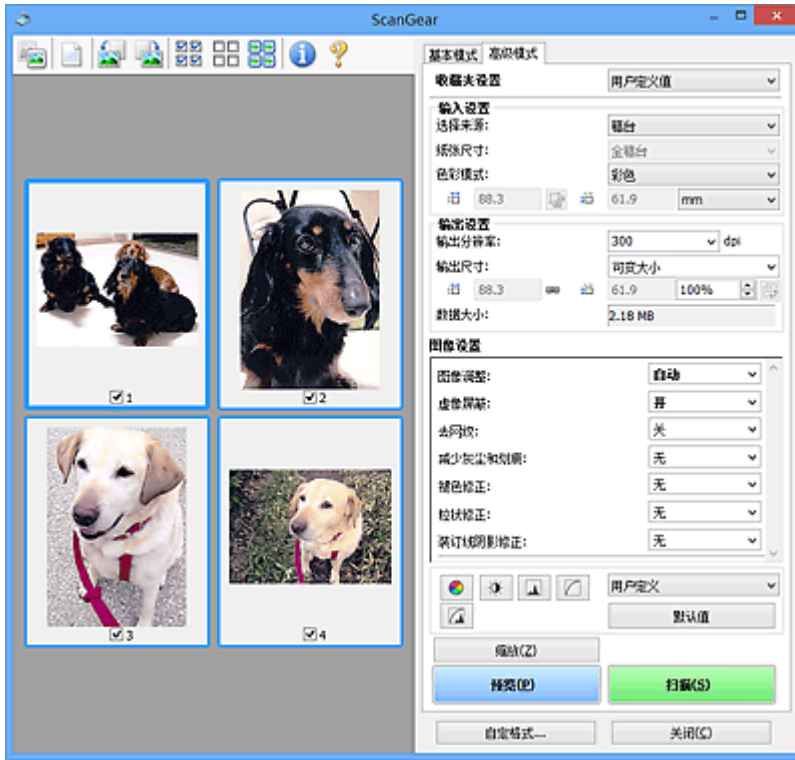 ScanGear
基本模式 高级模式
收藏夹设置 用户定义值
输入设置
选择来源: 稿台
纸张尺寸: 全稿台
色彩模式: 彩色
88.3 61.9 mm
输出设置
输出分辨率: 300 dpi
输出尺寸: 可变大小
88.3 61.9 100%
数据大小: 2.18 MB
图像设置
图像调整: 自动
虚像屏蔽: 开
去网纹: 关
减少灰尘和划痕: 无
褪色修正: 无
粒状修正: 无
装订线阴影修正: 无
用户定义
默认值
缩放(Z)
预览(P) 扫描(S)
自定格式... 关闭(C)
1
2
3
4